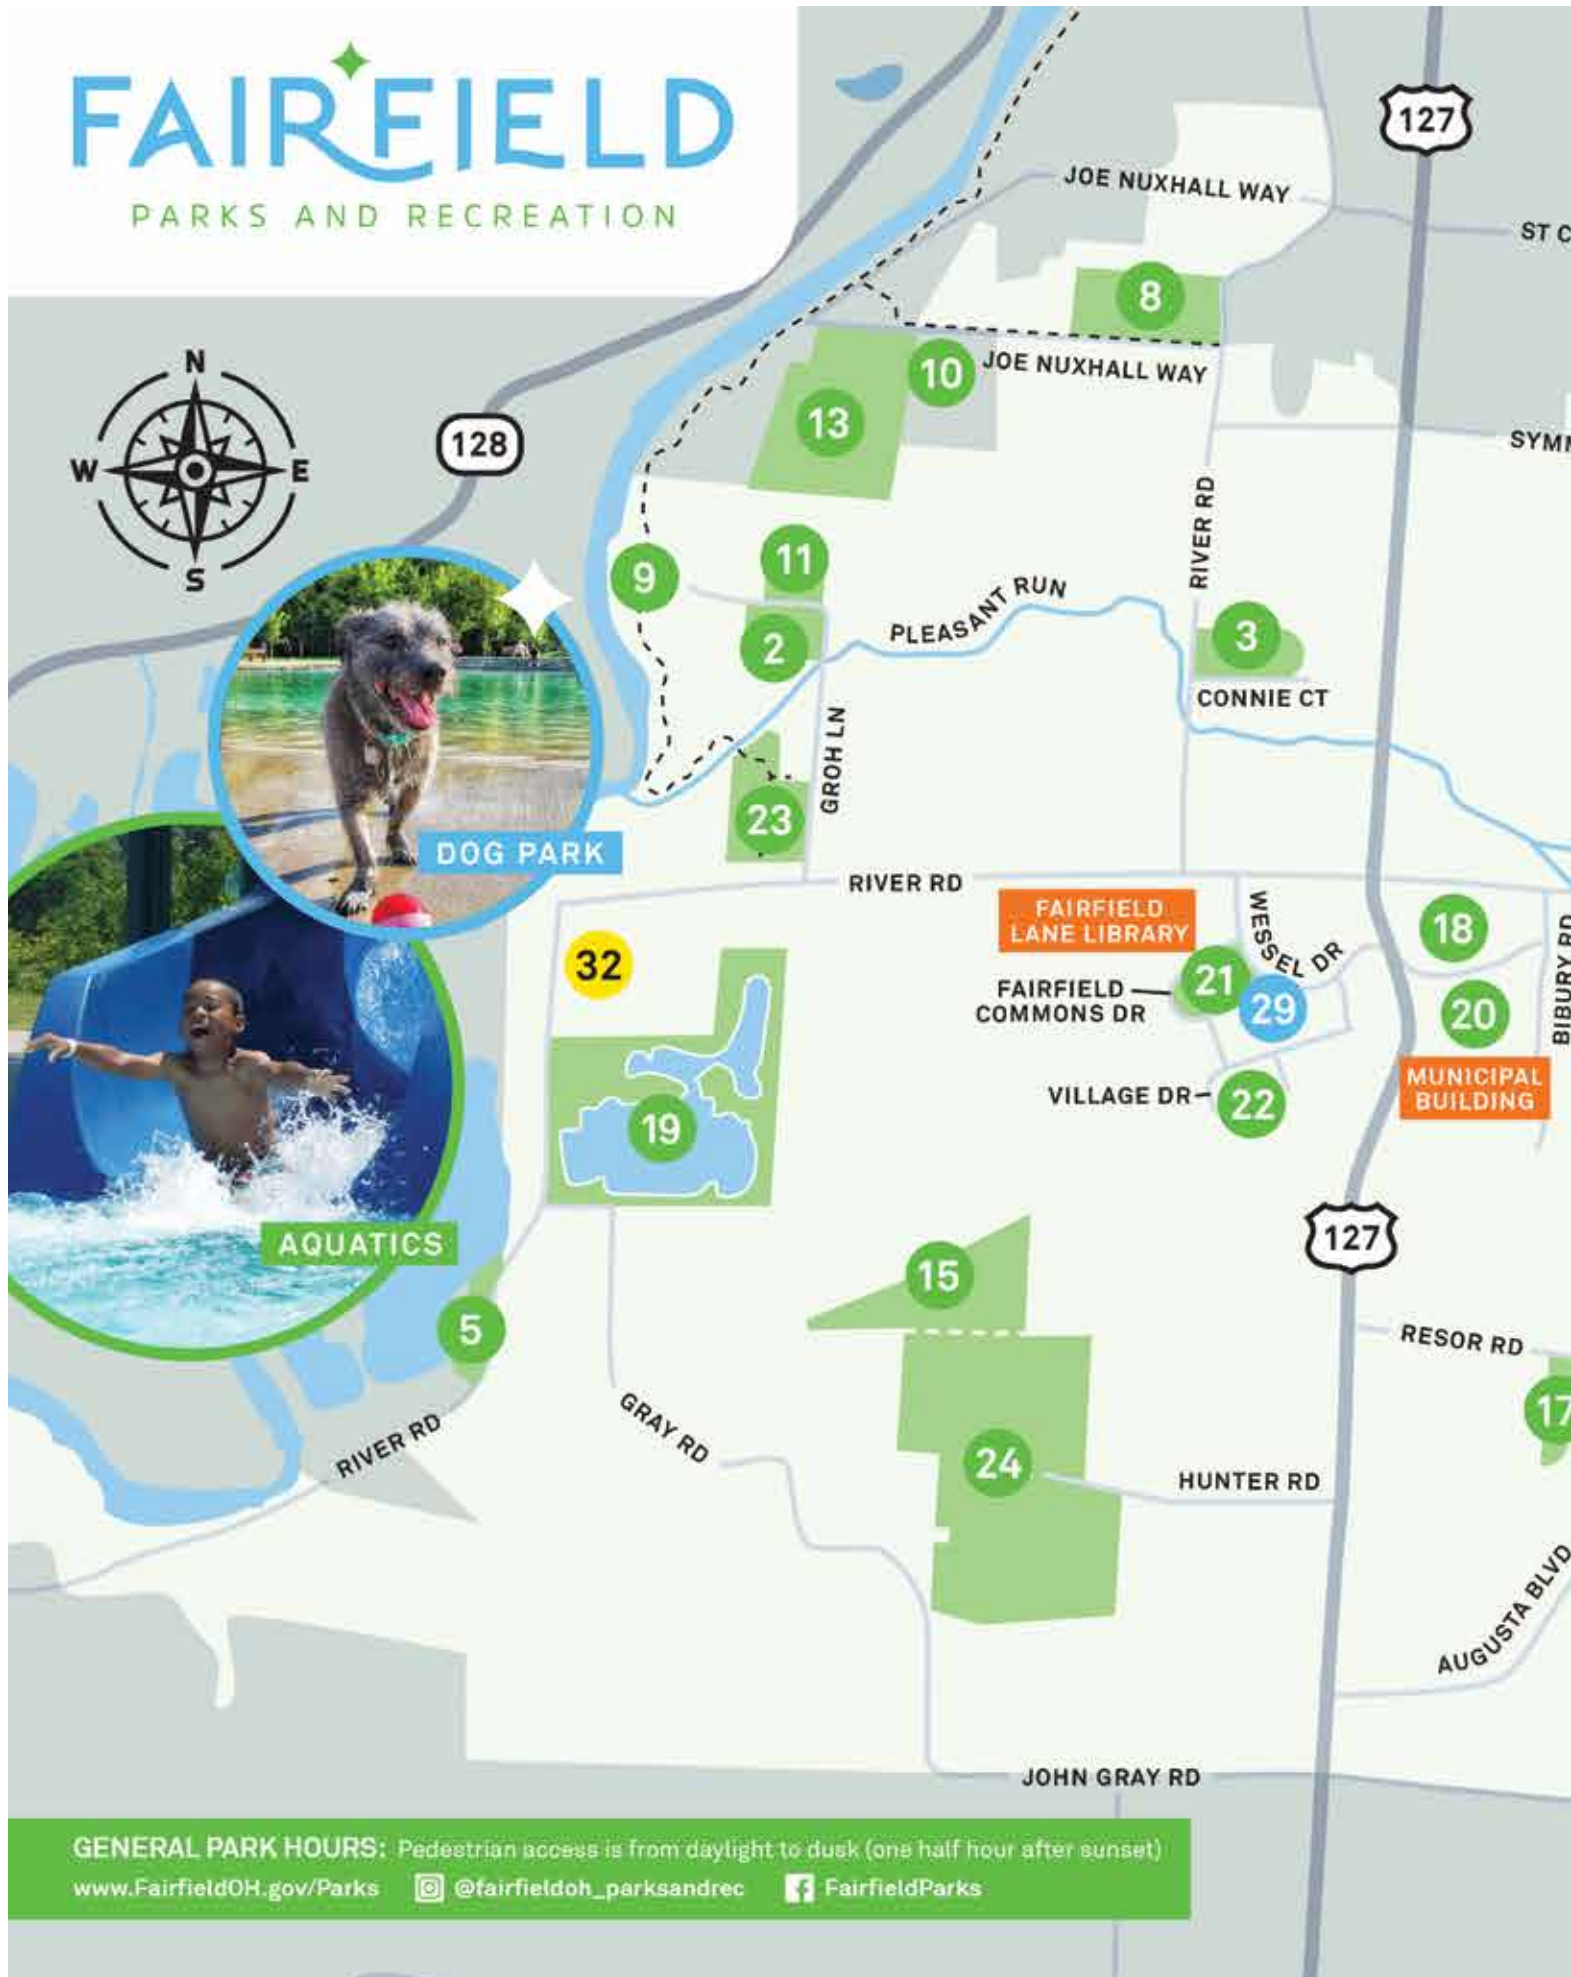 FAIRFIELD
PARKS AND RECREATION
127
JOE NUXHALL WAY
ST C
8
10
JOE NUXHALL WAY
13
N
W
E
S
128
SYM
RIVER RD
9
11
2
PLEASANT RUN
3
CONNIE CT
GROH LN
23
DOG PARK
RIVER RD
FAIRFIELD
LANE LIBRARY
WESSEL DR
18
BIBURY RD
32
21
29
FAIRFIELD
COMMONS DR
20
MUNICIPAL
BUILDING
VILLAGE DR
22
19
AQUATICS
127
15
5
RESOR RD
17
RIVER RD
GRAY RD
24
HUNTER RD
AUGUSTA BLVD
JOHN GRAY RD
GENERAL PARK HOURS: Pedestrian access is from daylight to dusk (one half hour after sunset)
www.FairfieldOH.gov/Parks @fairfieldoh_parksandrec FairfieldParks